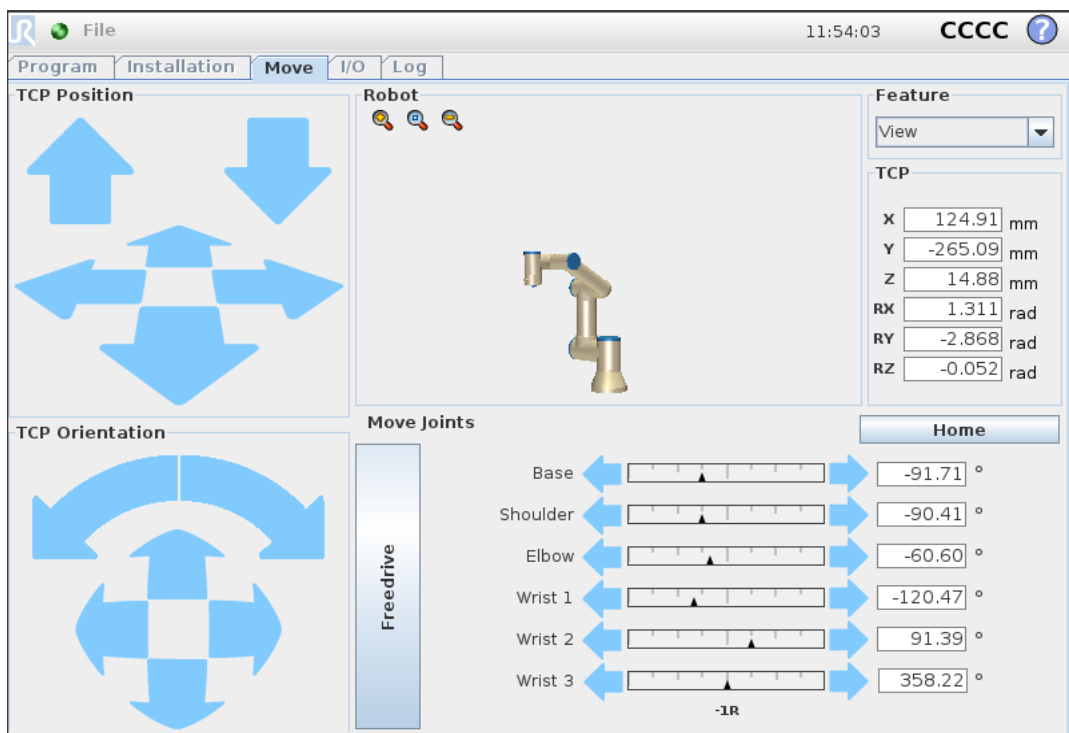 File
11:54:03
CCCC
?
Program
Installation
Move
I/O
Log
TCP Position
Robot
Feature
View
TCP
X 124.91 mm
Y -265.09 mm
Z 14.88 mm
RX 1.311 rad
RY -2.868 rad
RZ -0.052 rad
TCP Orientation
Move Joints
Home
Freedrive
Base -91.71 °
Shoulder -90.41 °
Elbow -60.60 °
Wrist 1 -120.47 °
Wrist 2 91.39 °
Wrist 3 358.22 °
-1R